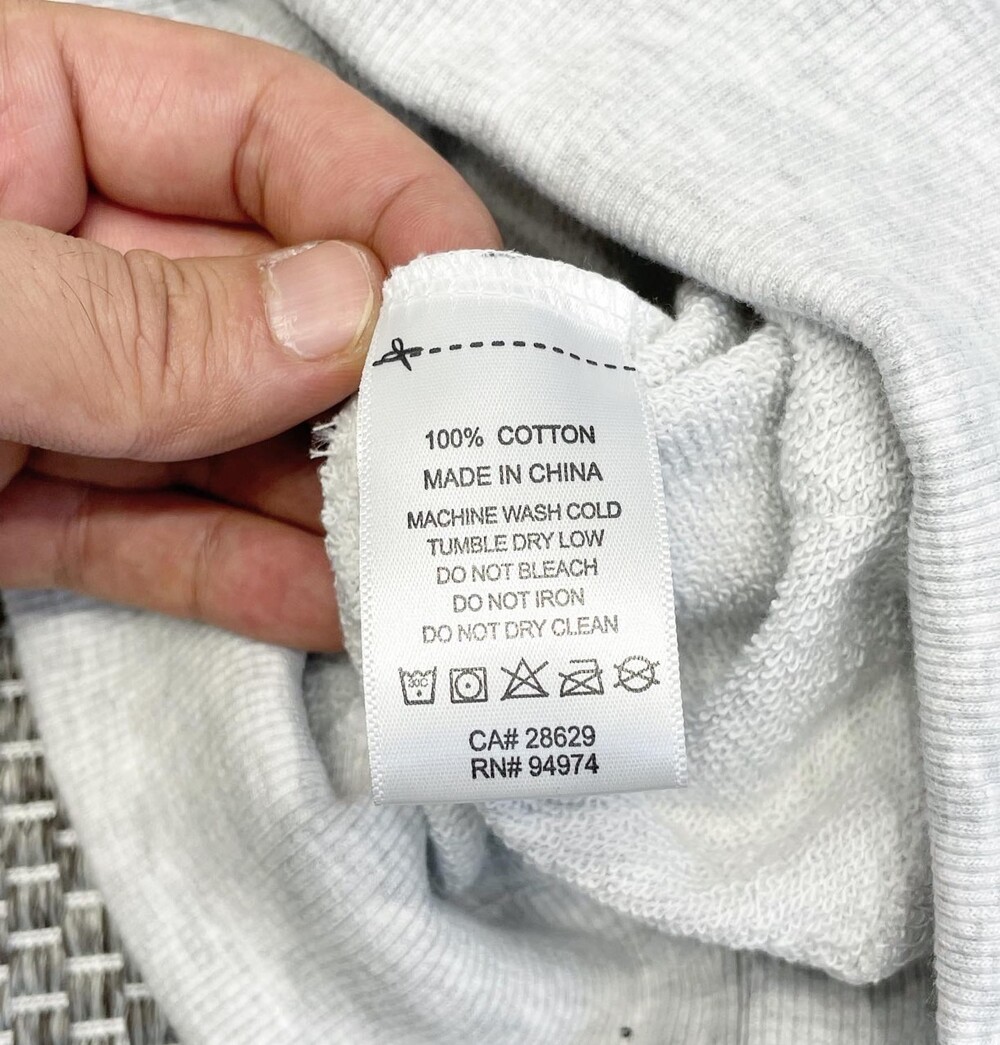 100% COTTON
MADE IN CHINA
MACHINE WASH COLD
TUMBLE DRY LOW
DO NOT BLEACH
DO NOT IRON
DO NOT DRY CLEAN
30C
CA# 28629
RN# 94974